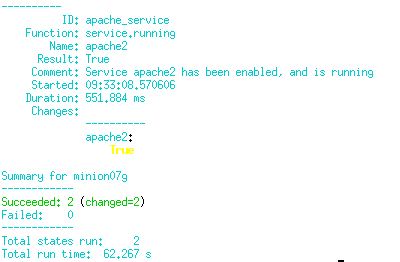 ----------
ID: apache_service
Function: service.running
Name: apache2
Result: True
Comment: Service apache2 has been enabled, and is running
Started: 09:33:08.570606
Duration: 551.884 ms
Changes:
----------
apache2:
True
Summary for minion07g
------------
Succeeded: 2 (changed=2)
Failed: 0
------------
Total states run: 2
Total run time: 62.267 s